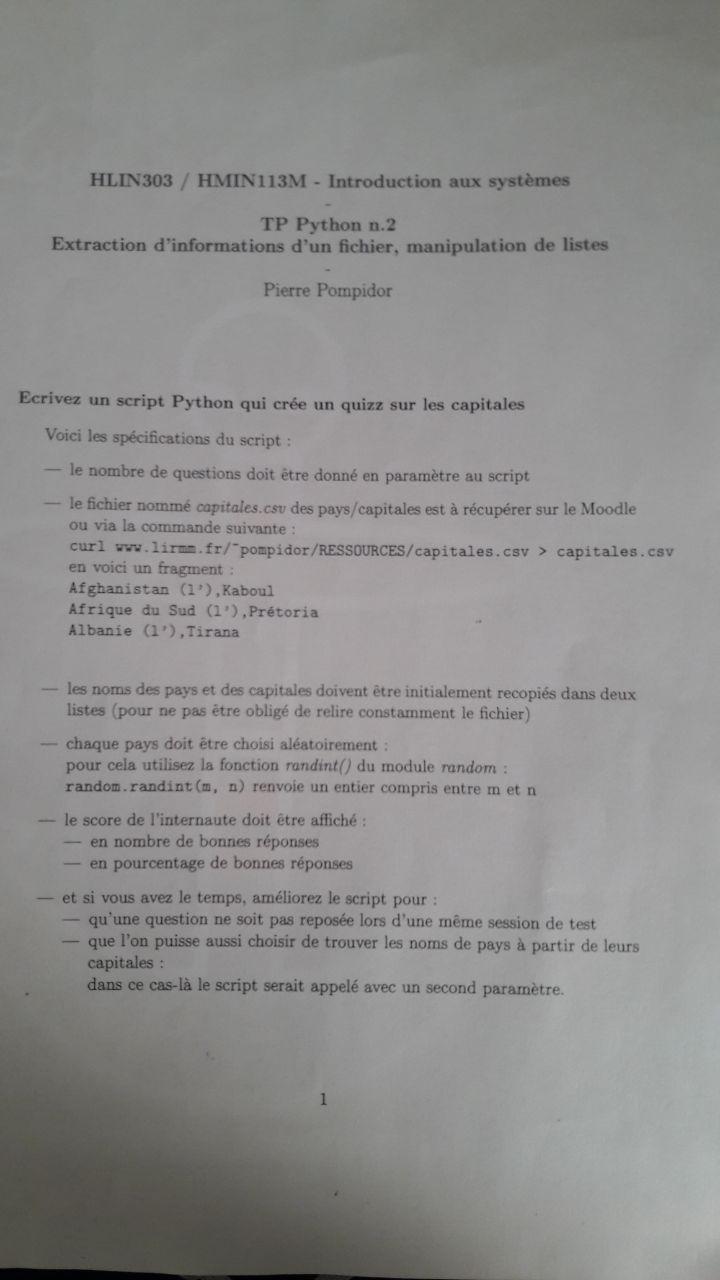 HLIN303 / HMIN113M - Introduction aux systèmes
-
TP Python n.2
Extraction d'informations d'un fichier, manipulation de listes
-
Pierre Pompidor
Ecrivez un script Python qui crée un quizz sur les capitales
Voici les spécifications du script :
— le nombre de questions doit être donné en paramètre au script
— le fichier nommé capitales.csv des pays/capitales est à récupérer sur le Moodle
ou via la commande suivante :
curl www.lirmm.fr/~pompidor/RESSOURCES/capitales.csv > capitales.csv
en voici un fragment :
Afghanistan (l'),Kaboul
Afrique du Sud (l'),Prétoria
Albanie (l'),Tirana
— les noms des pays et des capitales doivent être initialement recopiés dans deux
listes (pour ne pas être obligé de relire constamment le fichier)
— chaque pays doit être choisi aléatoirement :
pour cela utilisez la fonction randint() du module random :
random.randint(m, n) renvoie un entier compris entre m et n
— le score de l'internaute doit être affiché :
— en nombre de bonnes réponses
— en pourcentage de bonnes réponses
— et si vous avez le temps, améliorez le script pour :
— qu'une question ne soit pas reposée lors d'une même session de test
— que l'on puisse aussi choisir de trouver les noms de pays à partir de leurs
capitales :
dans ce cas-là le script serait appelé avec un second paramètre.
1